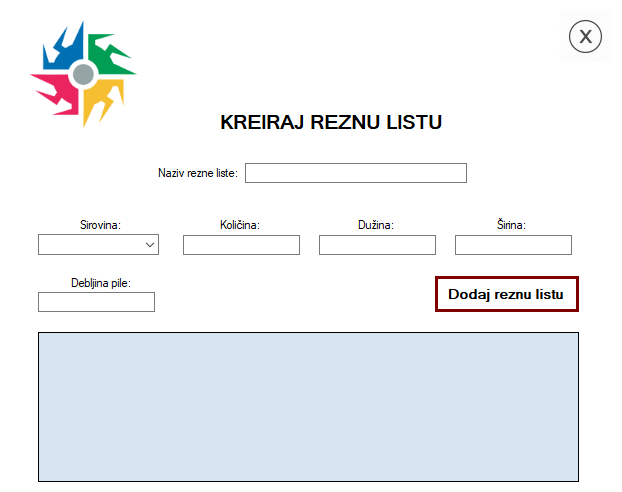 X
KREIRAJ REZNU LISTU
Naziv rezne liste:
Sirovina: Količina: Dužina: Širina:
Debljina pile:
Dodaj reznu listu